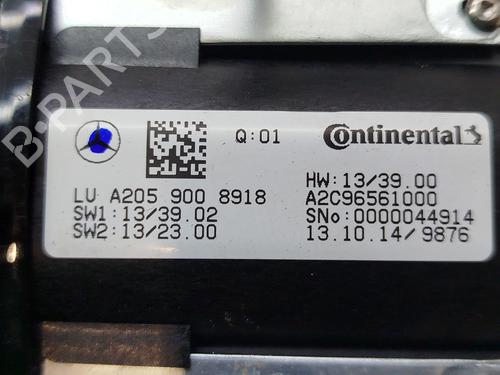 B-PARTS
Q:01
Continental
LU A205 900 8918
SW1:13/39.02
SW2:13/23.00
HW:13/39.00
A2C96561000
SNo:0000044914
13.10.14/9876